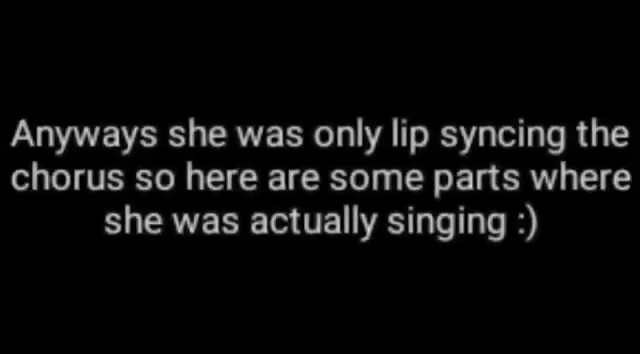 Anyways she was only lip syncing the
chorus so here are some parts where
she was actually singing :)